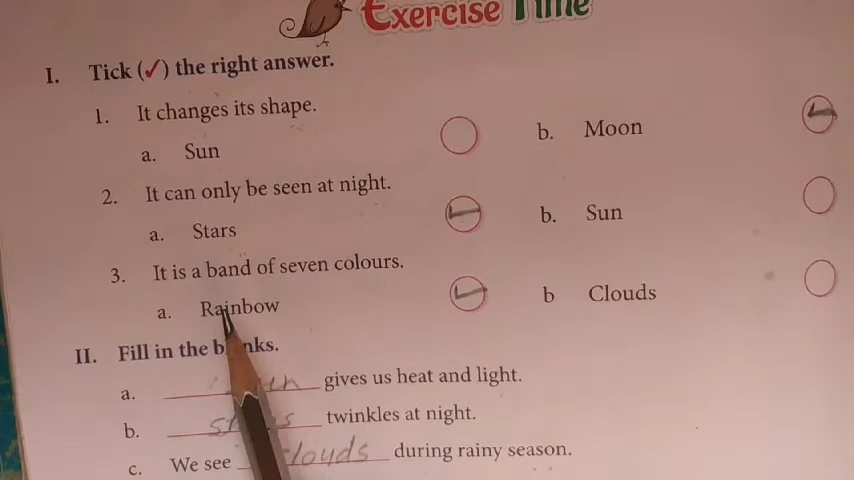 Exercise Time
I. Tick (✓) the right answer.
1. It changes its shape.
a. Sun b. Moon
2. It can only be seen at night.
a. Stars b. Sun
3. It is a band of seven colours.
a. Rainbow b Clouds
II. Fill in the blanks.
a. gives us heat and light.
b. twinkles at night.
c. We see clouds during rainy season.